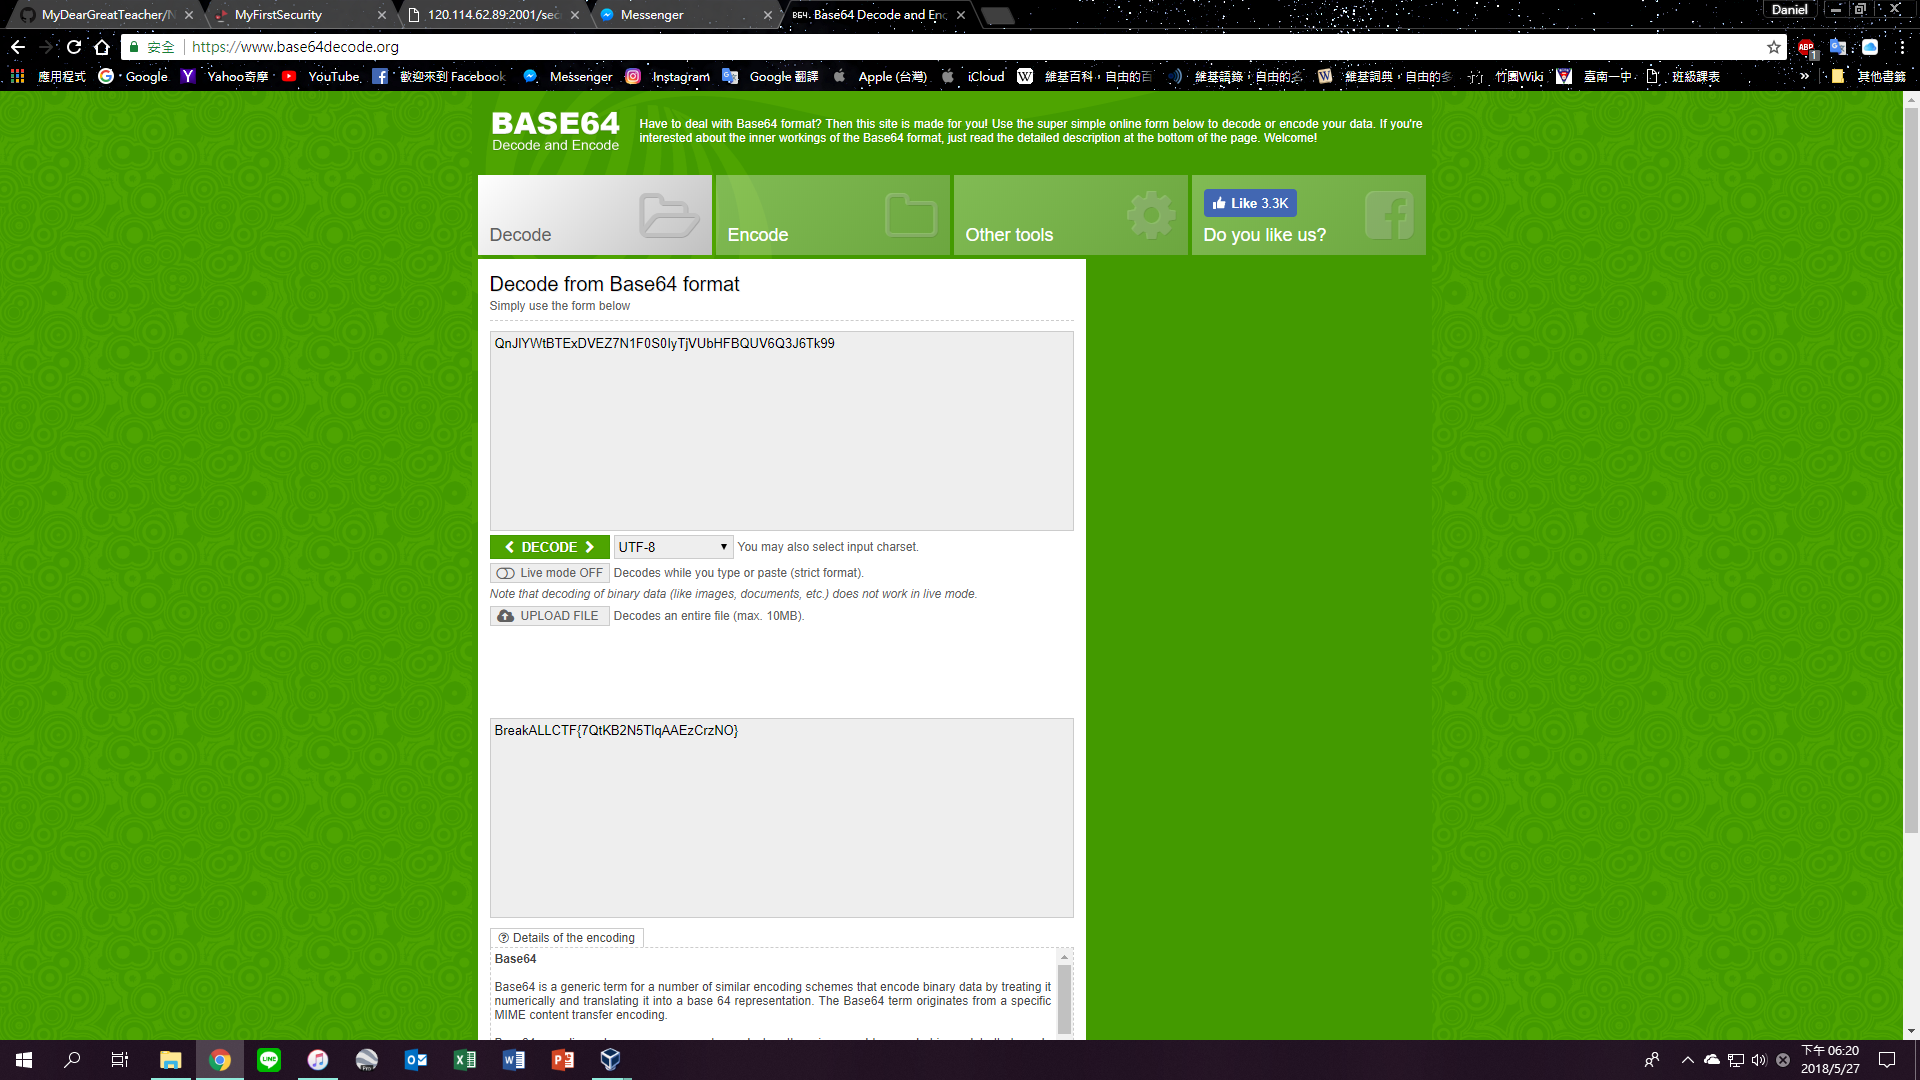 MyDearGreatTeacher/N
MyFirstSecurity
120.114.62.89:2001/sec
Messenger
B64
Base64 Decode and Enc
Daniel
安全
https://www.base64decode.org
ABP
1
應用程式
Google
Yahoo奇摩
YouTube
歡迎來到 Facebook
Messenger
Instagram
Google 翻譯
Apple (台灣)
iCloud
維基百科，自由的百
維基語錄，自由的名
維基詞典，自由的多
竹園Wiki
臺南一中
班級課表
»
其他書籤
BASE64
Decode and Encode
Have to deal with Base64 format? Then this site is made for you! Use the super simple online form below to decode or encode your data. If you're
interested about the inner workings of the Base64 format, just read the detailed description at the bottom of the page. Welcome!
Decode
Encode
Other tools
Like 3.3K
Do you like us?
Decode from Base64 format
Simply use the form below
QnJlYWtBTExDVEZ7N1F0S0IyTjVUbHFBQUV6Q3J6Tk99
DECODE
UTF-8
You may also select input charset.
Live mode OFF
Decodes while you type or paste (strict format).
Note that decoding of binary data (like images, documents, etc.) does not work in live mode.
UPLOAD FILE
Decodes an entire file (max. 10MB).
BreakALLCTF{7QtKB2N5TlqAAEzCrzNO}
Details of the encoding
Base64
Base64 is a generic term for a number of similar encoding schemes that encode binary data by treating it
numerically and translating it into a base 64 representation. The Base64 term originates from a specific
MIME content transfer encoding.
下午 06:20
2018/5/27